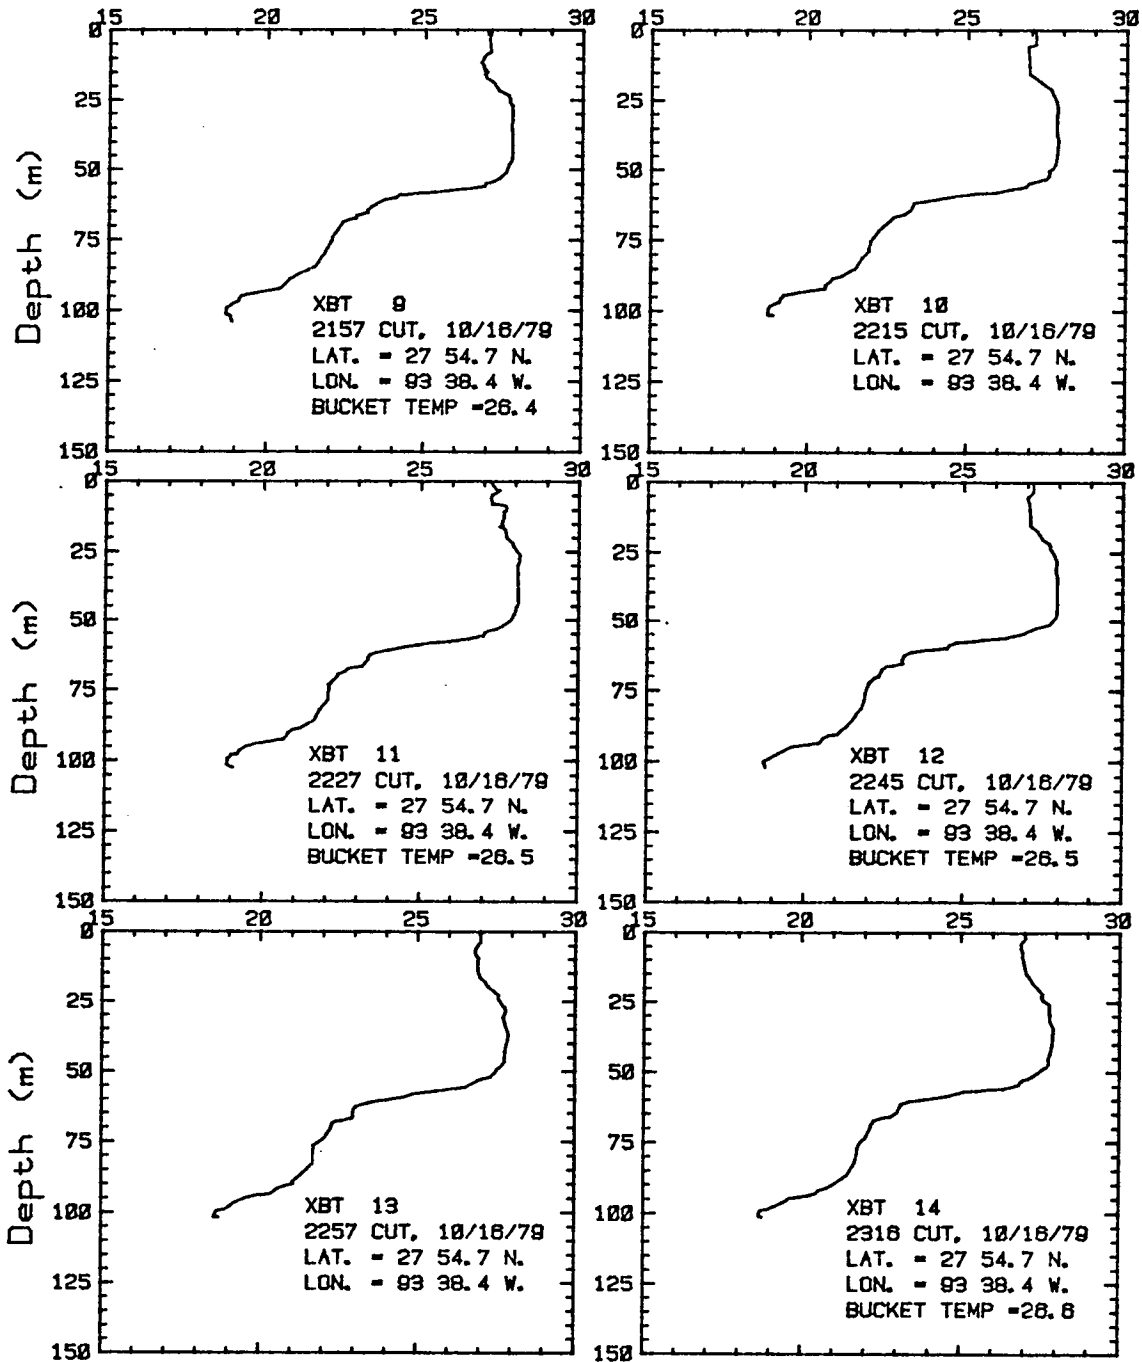 15 20 25 30
0
25
50
75
100
125
150
Depth (m)
XBT 9
2157 CUT, 10/16/79
LAT. = 27 54.7 N.
LON. = 93 38.4 W.
BUCKET TEMP =26.4
15 20 25 30
0
25
50
75
100
125
150
XBT 10
2215 CUT, 10/16/79
LAT. = 27 54.7 N.
LON. = 93 38.4 W.
15 20 25 30
0
25
50
75
100
125
150
Depth (m)
XBT 11
2227 CUT, 10/16/79
LAT. = 27 54.7 N.
LON. = 93 38.4 W.
BUCKET TEMP =26.5
15 20 25 30
0
25
50
75
100
125
150
XBT 12
2245 CUT, 10/16/79
LAT. = 27 54.7 N.
LON. = 93 38.4 W.
BUCKET TEMP =26.5
15 20 25 30
0
25
50
75
100
125
150
Depth (m)
XBT 13
2257 CUT, 10/16/79
LAT. = 27 54.7 N.
LON. = 93 38.4 W.
15 20 25 30
0
25
50
75
100
125
150
XBT 14
2316 CUT, 10/16/79
LAT. = 27 54.7 N.
LON. = 93 38.4 W.
BUCKET TEMP =26.6